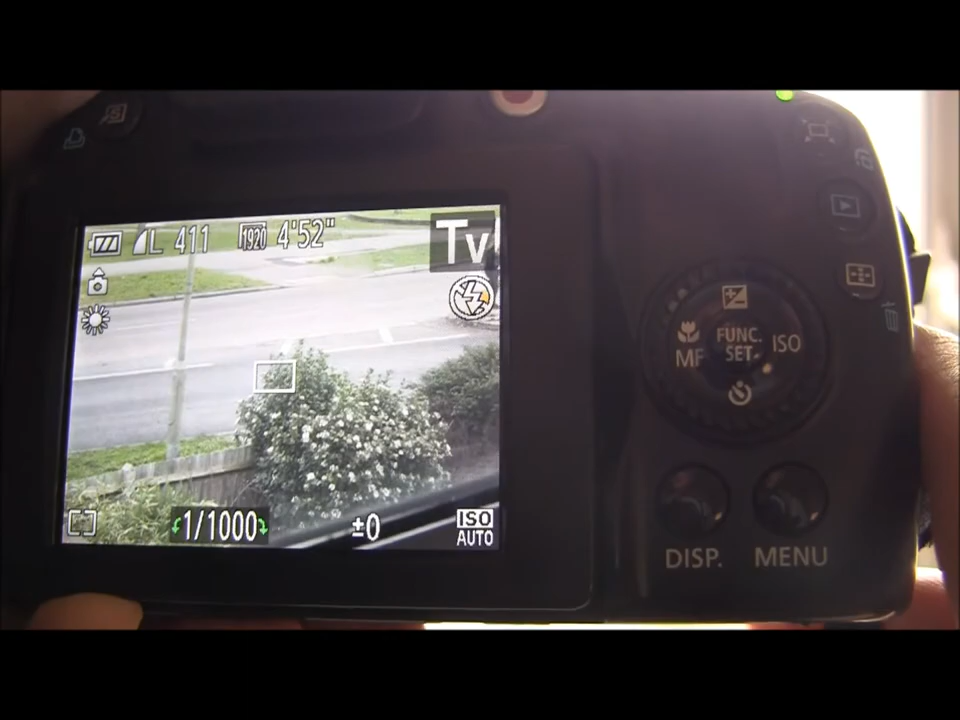 L 411 1920 4'52" Tv
FUNC.
SET.
MF
ISO
1/1000 ±0
ISO
AUTO
DISP. MENU